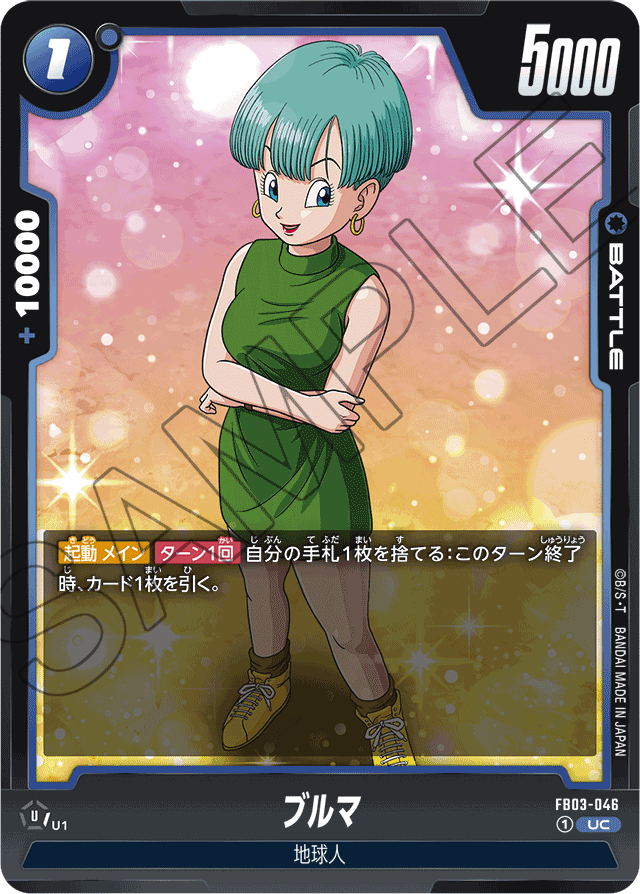 1
5000
+10000
BATTLE
SAMPLE
起動メイン ターン1回 自分の手札1枚を捨てる：このターン終了
時、カード1枚を引く。
©B/S・T BANDAI MADE IN JAPAN
U/ U1
ブルマ
FB03-046
1 UC
地球人